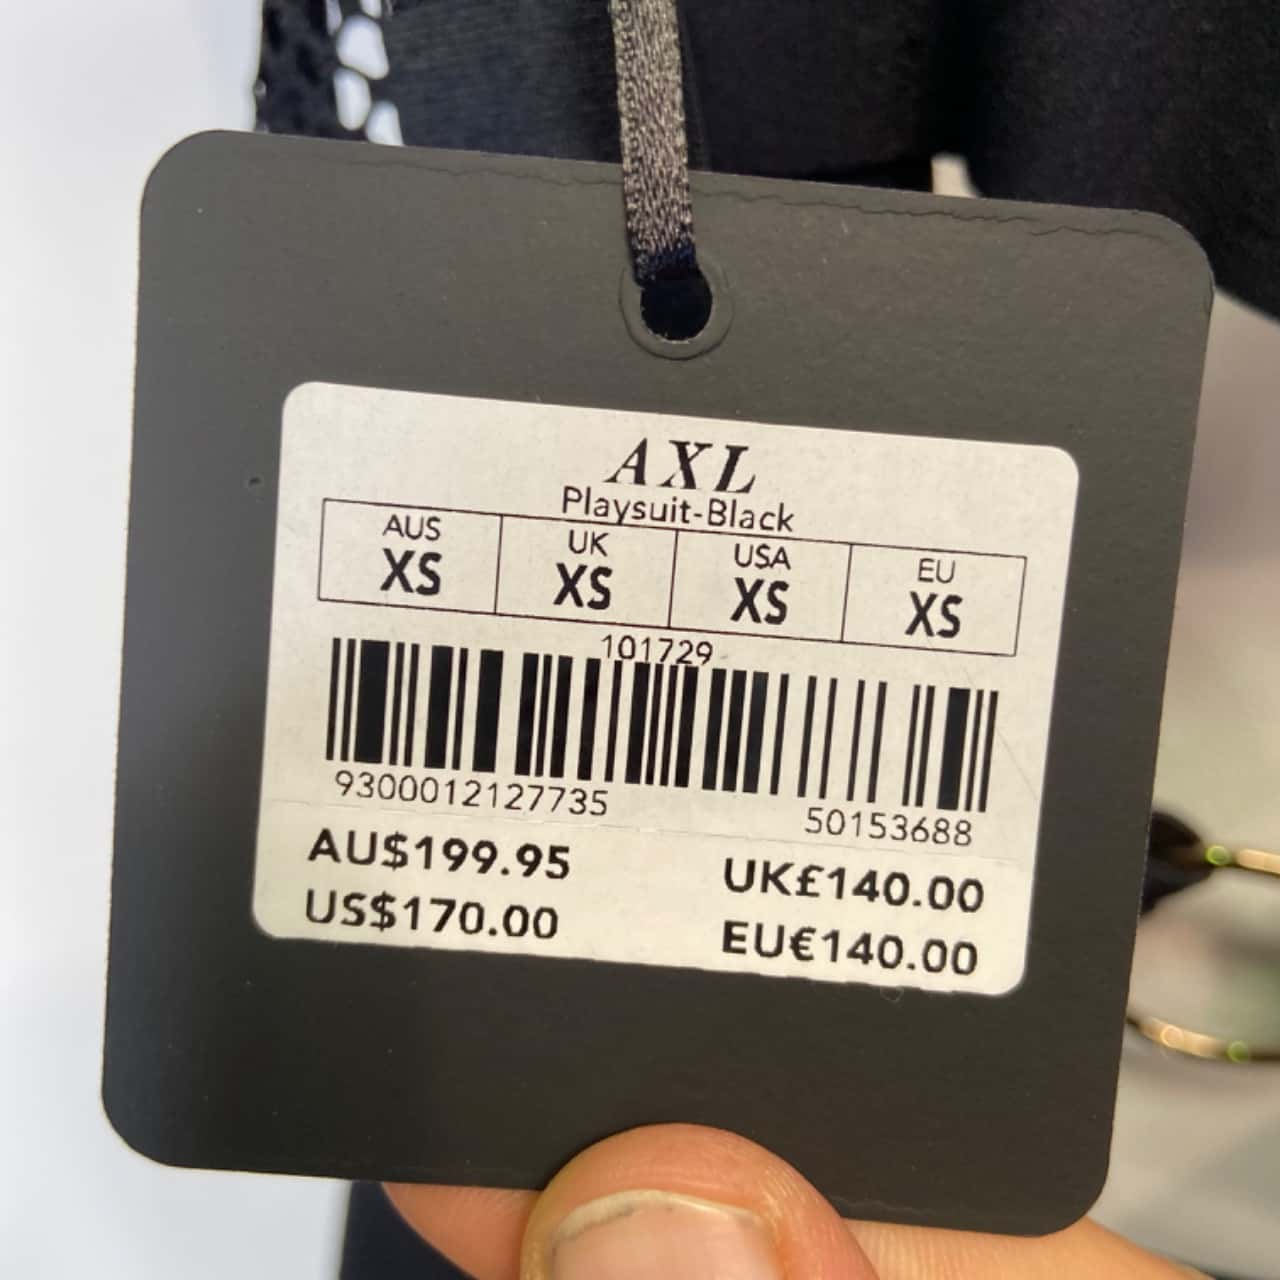 AXL
Playsuit-Black
AUS UK USA EU
XS XS XS XS
101729
9300012127735 50153688
AU$199.95 UK£140.00
US$170.00 EU€140.00